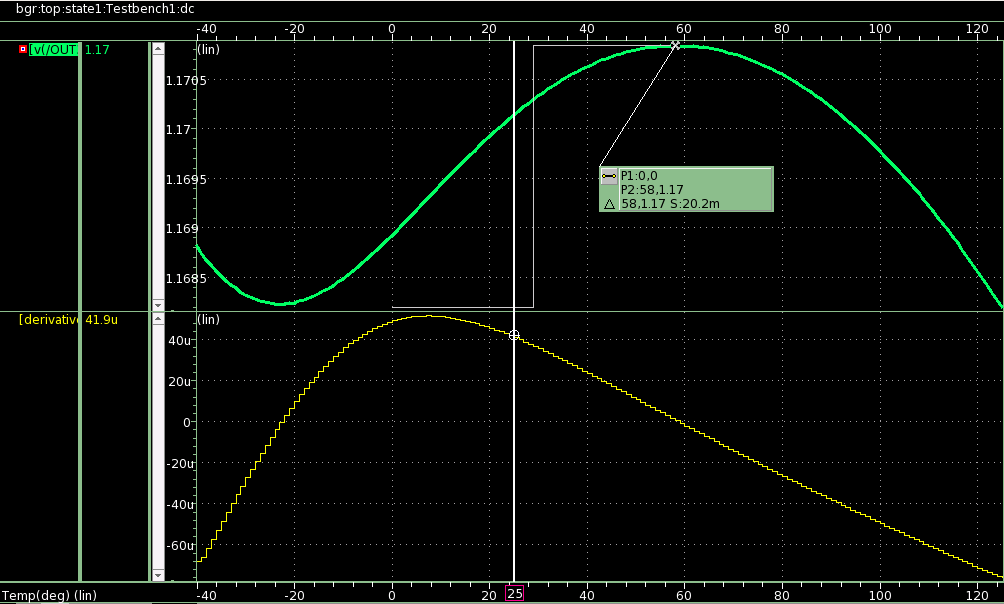 bgr:top:state1:Testbench1:dc
-40 -20 0 20 40 60 80 100 120
v(/OUT 1.17
(lin)
1.1705
1.17
1.1695
1.169
1.1685
P1:0,0
P2:58,1.17
△ 58,1.17 S:20.2m
[derivative 41.9u
(lin)
40u
20u
0
-20u
-40u
-60u
Temp(deg) (lin) -40 -20 0 20 25 40 60 80 100 120